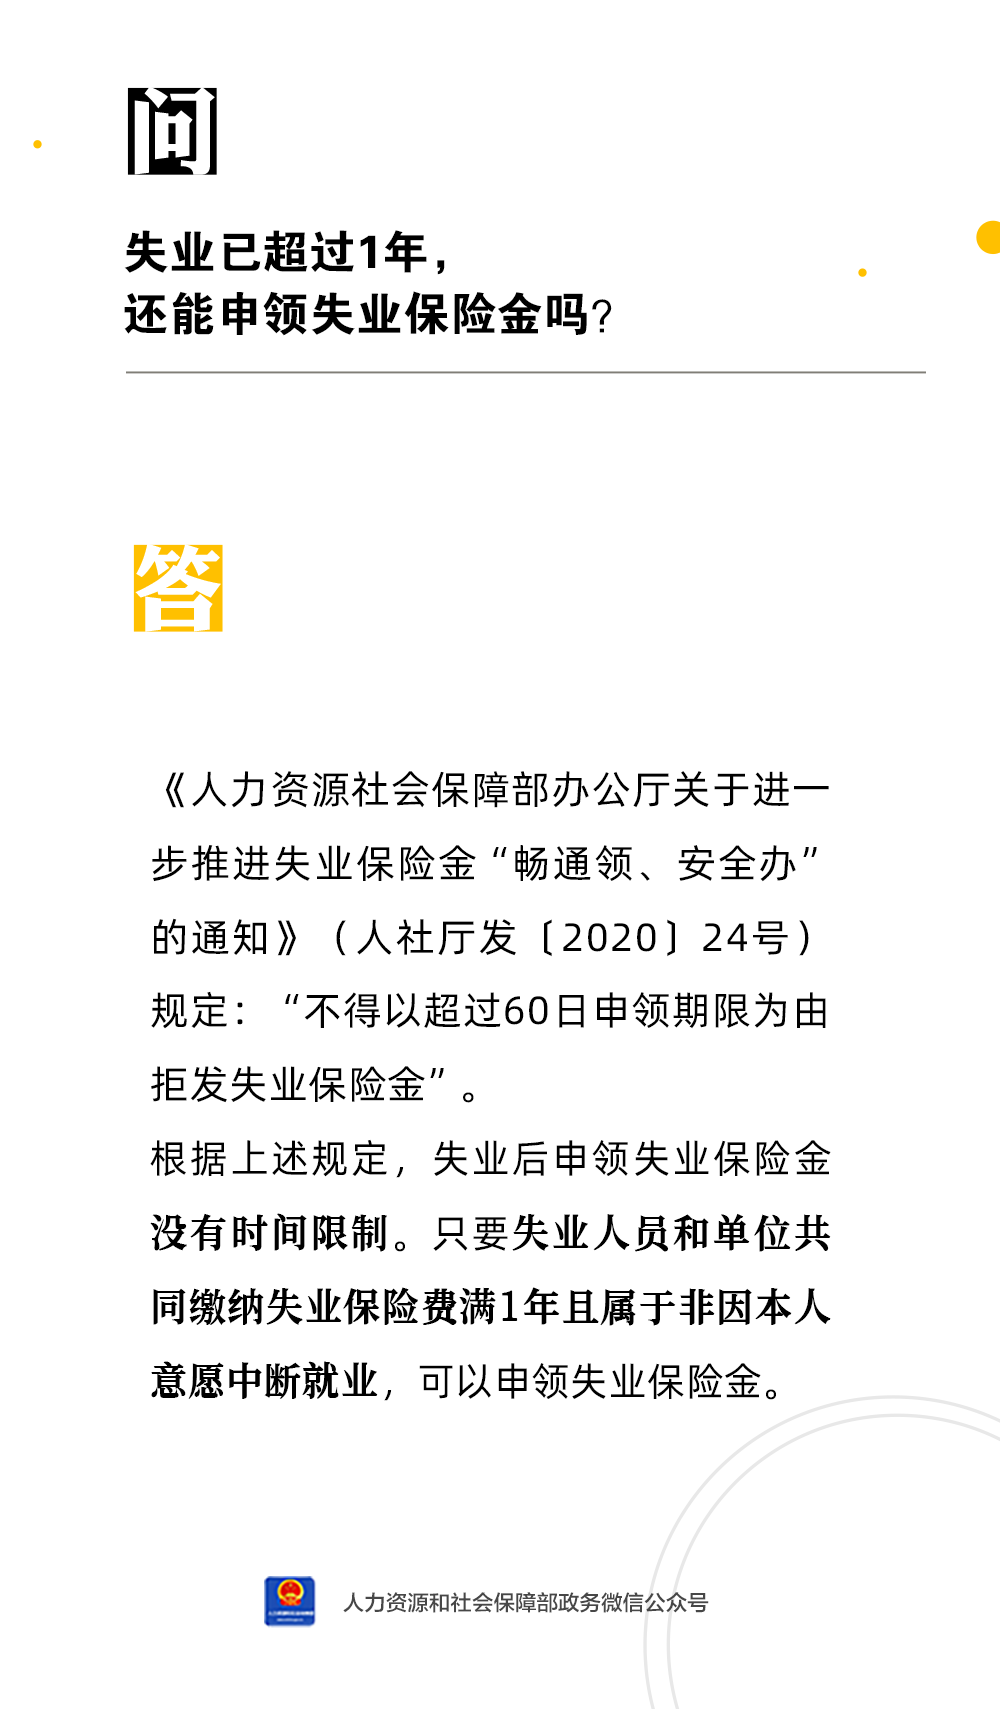 问
失业已超过1年，
还能申领失业保险金吗？
答
《人力资源社会保障部办公厅关于进一
步推进失业保险金“畅通领、安全办”
的通知》（人社厅发〔2020〕24号）
规定：“不得以超过60日申领期限为由
拒发失业保险金”。
根据上述规定，失业后申领失业保险金
没有时间限制。只要失业人员和单位共
同缴纳失业保险费满1年且属于非因本人
意愿中断就业，可以申领失业保险金。
人力资源和社会保障部政务微信公众号